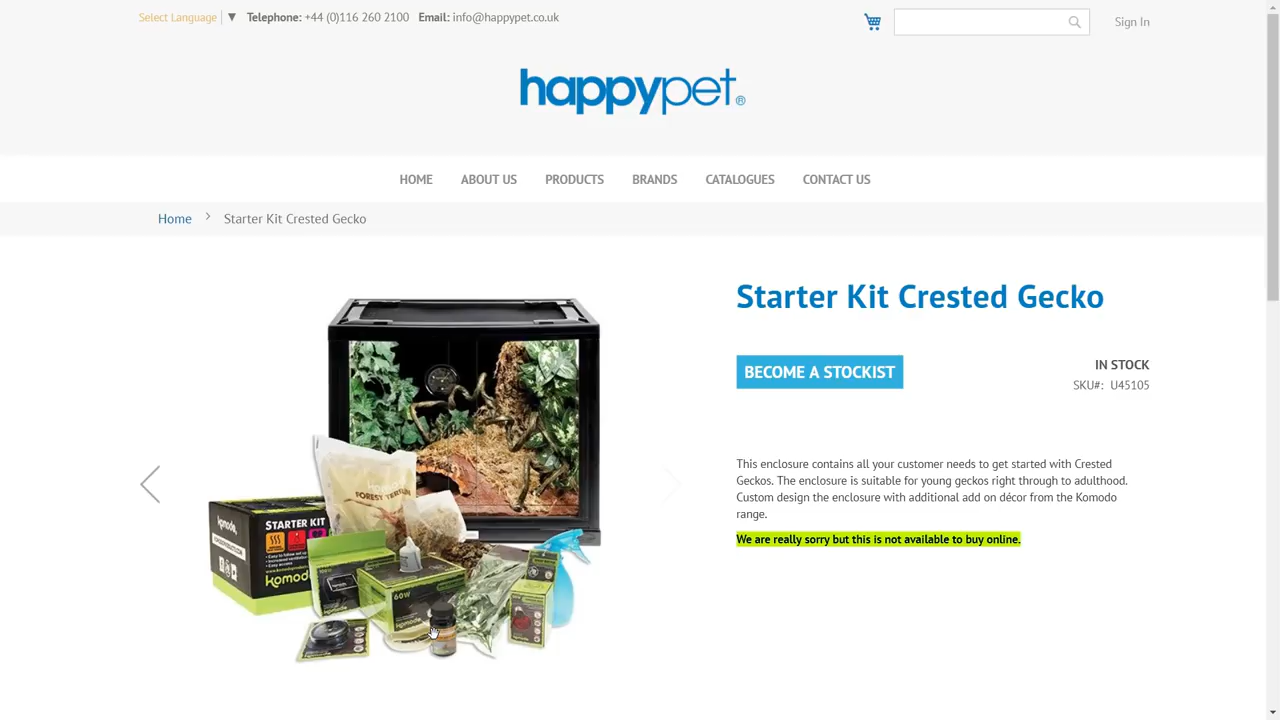 Select Language ▼ Telephone: +44 (0)116 260 2100 Email: info@happypet.co.uk
Sign In
happypet®
HOME ABOUT US PRODUCTS BRANDS CATALOGUES CONTACT US
Home > Starter Kit Crested Gecko
Starter Kit Crested Gecko
BECOME A STOCKIST
IN STOCK
SKU#: U45105
This enclosure contains all your customer needs to get started with Crested
Geckos. The enclosure is suitable for young geckos right through to adulthood.
Custom design the enclosure with additional add on décor from the Komodo
range.
We are really sorry but this is not available to buy online.
komodo
FOREST
komodo
STARTER KIT
komodo
60W
komodo